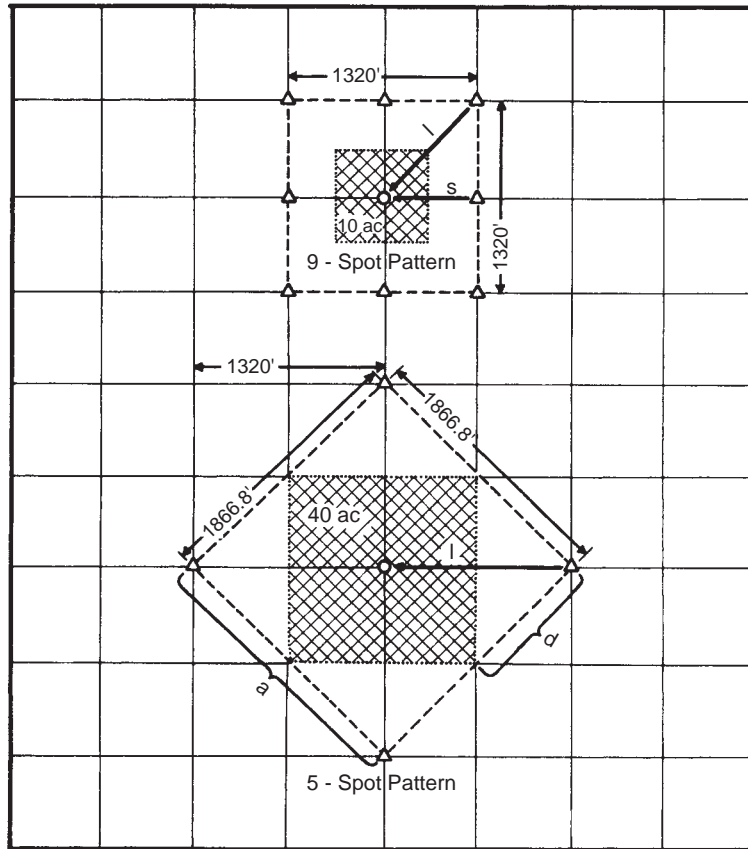 1320'
l
s
10 ac
1320'
9 - Spot Pattern
1320'
1866.8'
1866.8'
40 ac
l
d
a
5 - Spot Pattern